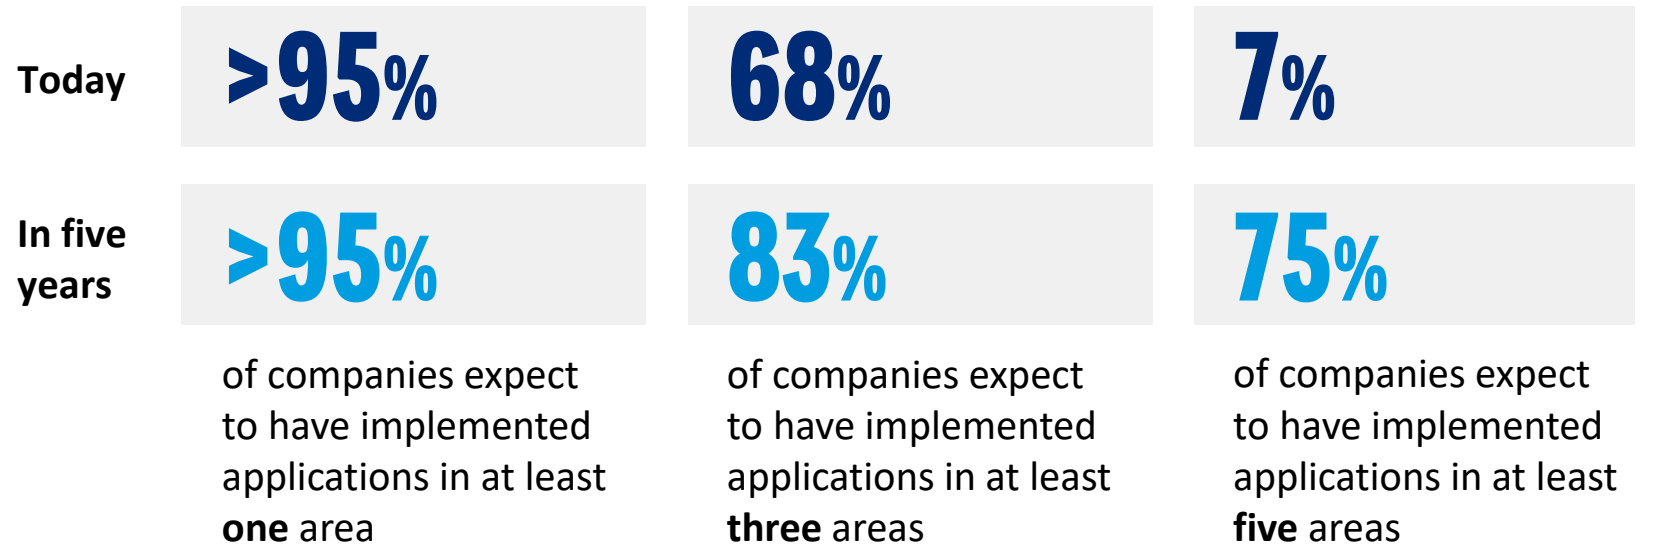 Today
>95%
68%
7%
In five
years
>95%
83%
75%
of companies expect
to have implemented
applications in at least
one area
of companies expect
to have implemented
applications in at least
three areas
of companies expect
to have implemented
applications in at least
five areas